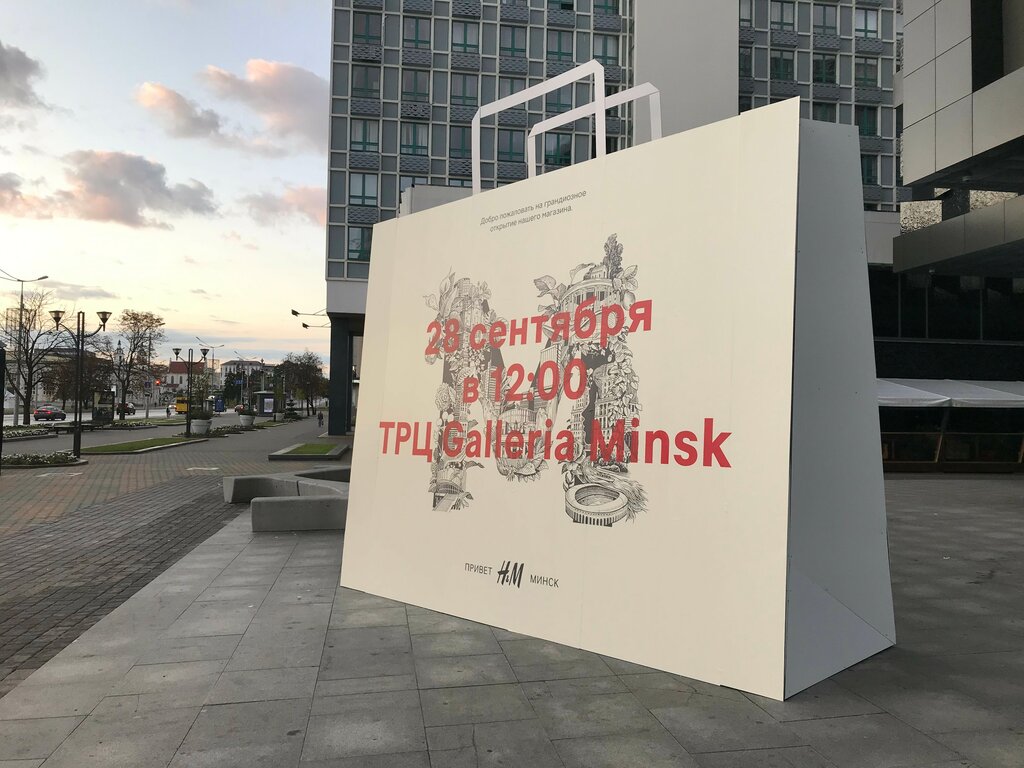 Добро пожаловать на грандиозное
открытие нашего магазина.
28 сентября
в 12:00
ТРЦ Galleria Minsk
ПРИВЕТ H&M МИНСК